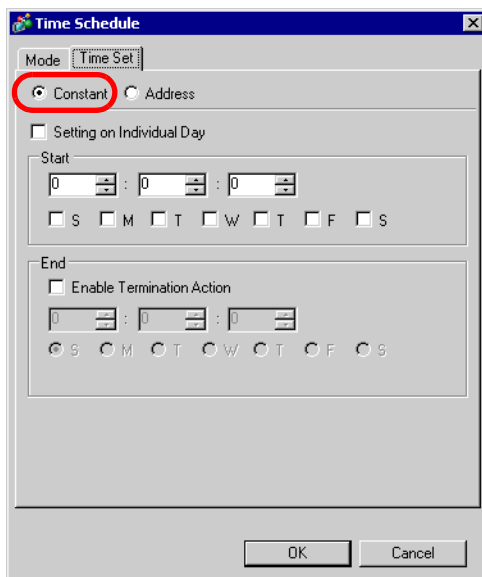 Time Schedule
Mode Time Set
Constant Address
Setting on Individual Day
Start
0 : 0 : 0
S M T W T F S
End
Enable Termination Action
0 : 0 : 0
S M T W T F S
OK Cancel